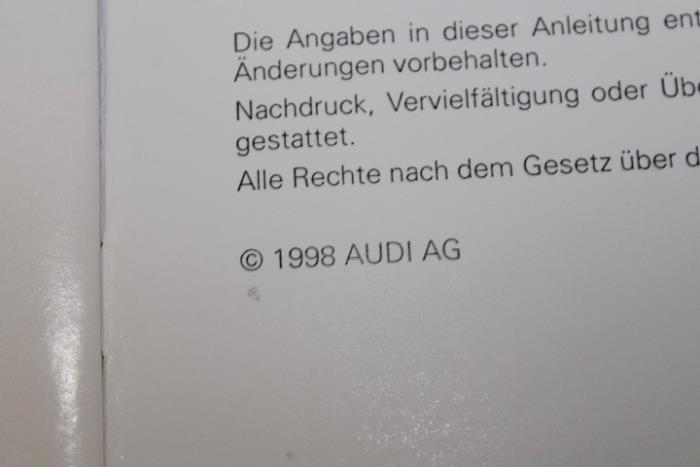 Die Angaben in dieser Anleitung
Änderungen vorbehalten.
Nachdruck, Vervielfältigung oder
gestattet.
Alle Rechte nach dem Gesetz über
© 1998 AUDI AG